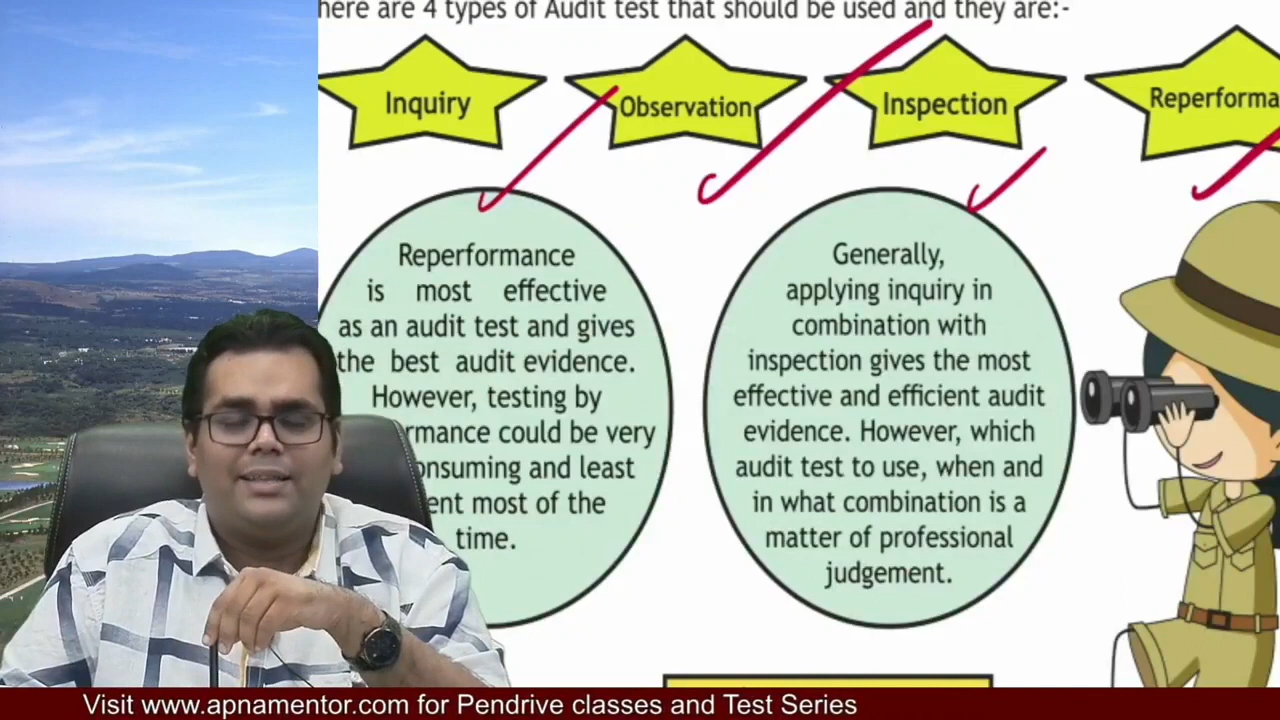 here are 4 types of Audit test that should be used and they are:-
Inquiry
Observation
Inspection
Reperforma
Reperformance
is most effective
as an audit test and gives
the best audit evidence.
However, testing by
rmance could be very
onsuming and least
ent most of the
time.
Generally,
applying inquiry in
combination with
inspection gives the most
effective and efficient audit
evidence. However, which
audit test to use, when and
in what combination is a
matter of professional
judgement.
Visit www.apnamentor.com for Pendrive classes and Test Series